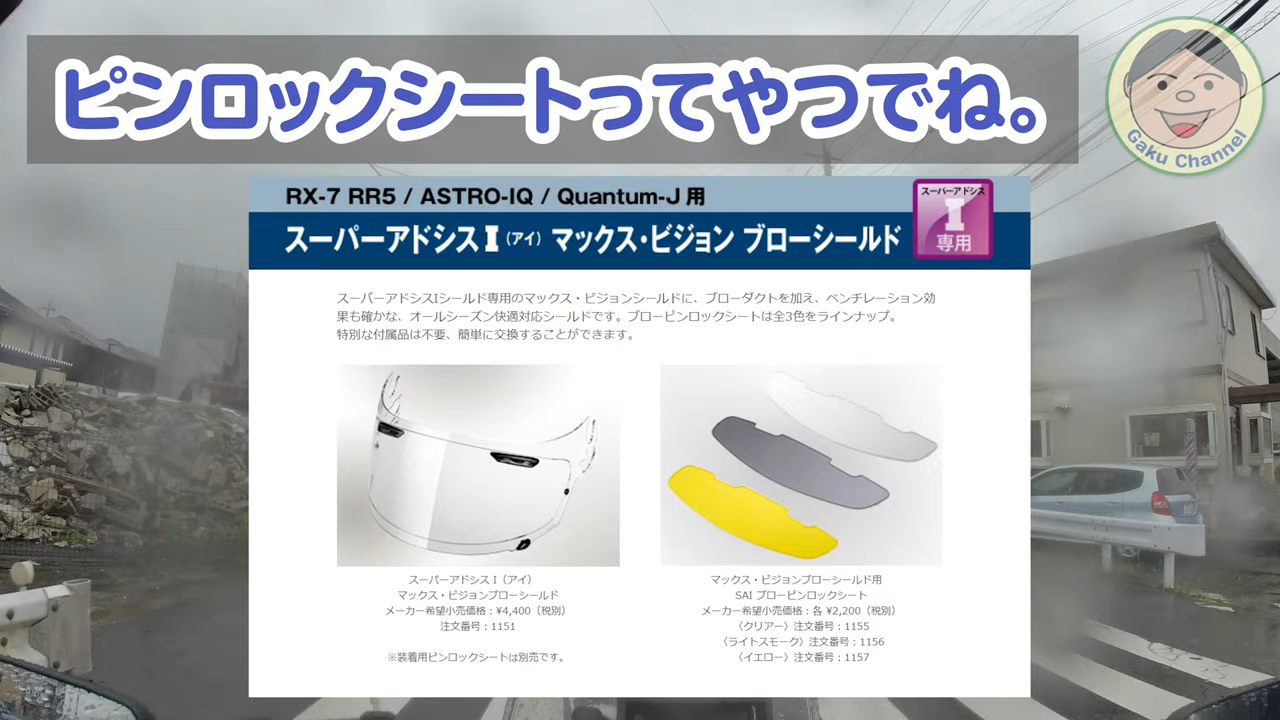 ピンロックシートってやつでね。
Gaku Channel
RX-7 RR5 / ASTRO-IQ / Quantum-J 用
スーパーアドシスI（アイ）マックス・ビジョン ブローシールド
スーパーアドシス
I
専用
スーパーアドシスIシールド専用のマックス・ビジョンシールドに、ブローダクトを加え、ベンチレーション効
果も確かな、オールシーズン快適対応シールドです。ブローピンロックシートは全3色をラインナップ。
特別な付属品は不要、簡単に交換することができます。
スーパーアドシス I（アイ）
マックス・ビジョンブローシールド
メーカー希望小売価格：¥4,400（税別）
注文番号：1151
※装着用ピンロックシートは別売です。
マックス・ビジョンブローシールド用
SAI ブローピンロックシート
メーカー希望小売価格：各 ¥2,200（税別）
〈クリアー〉注文番号：1155
〈ライトスモーク〉注文番号：1156
〈イエロー〉注文番号：1157